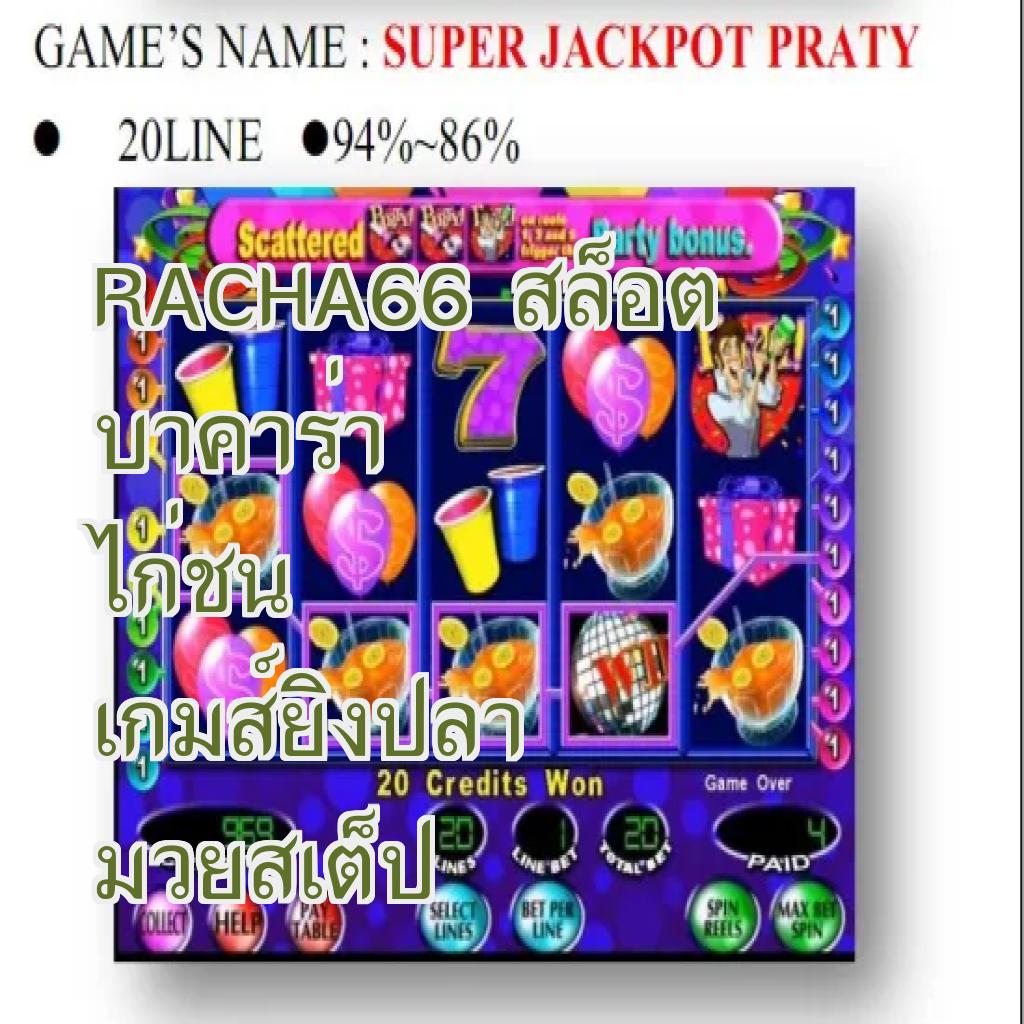 GAME'S NAME : SUPER JACKPOT PRATY
● 20LINE ●94%~86%
Scattered
Party bonus.
RACHA66 สล็อต
บาคาร่า
ไก่ชน
เกมส์ยิงปลา
มวยสเต็ป
20 Credits Won
Game Over
969 20 1 20 4
LINES LINE BET TOTAL BET PAID
COLLECT HELP PAY TABLE SELECT LINES BET PER LINE SPIN REELS MAX BET SPIN